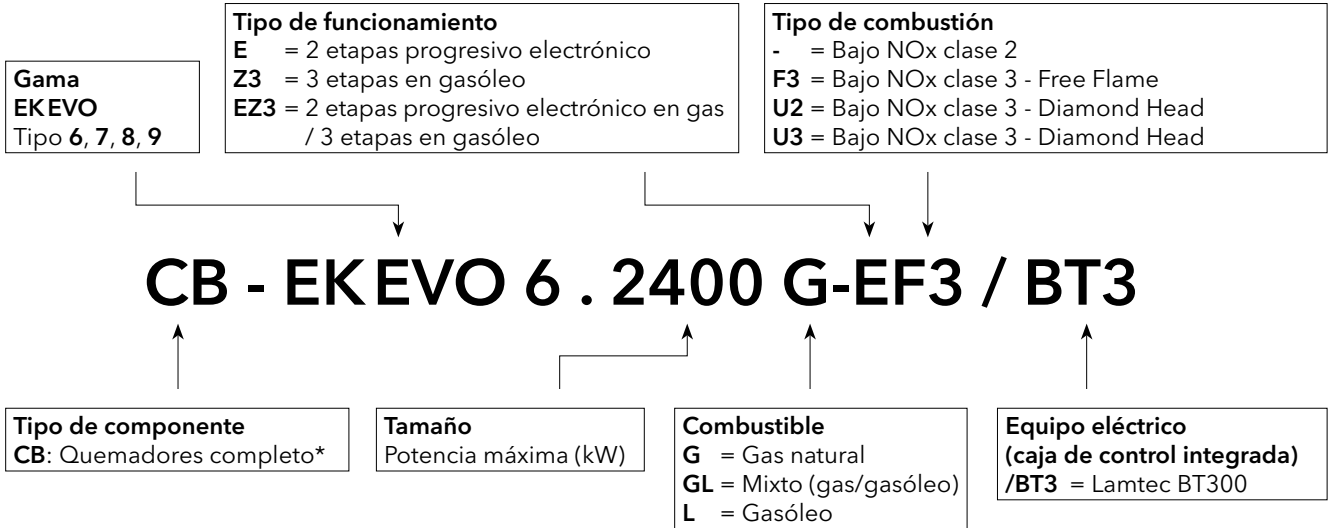 Gama
EK EVO
Tipo 6, 7, 8, 9
Tipo de funcionamiento
E = 2 etapas progresivo electrónico
Z3 = 3 etapas en gasóleo
EZ3 = 2 etapas progresivo electrónico en gas
/ 3 etapas en gasóleo
Tipo de combustión
- = Bajo NOx clase 2
F3 = Bajo NOx clase 3 - Free Flame
U2 = Bajo NOx clase 3 - Diamond Head
U3 = Bajo NOx clase 3 - Diamond Head
CB - EK EVO 6 . 2400 G-EF3 / BT3
Tipo de componente
CB: Quemadores completo*
Tamaño
Potencia máxima (kW)
Combustible
G = Gas natural
GL = Mixto (gas/gasóleo)
L = Gasóleo
Equipo eléctrico
(caja de control integrada)
/BT3 = Lamtec BT300